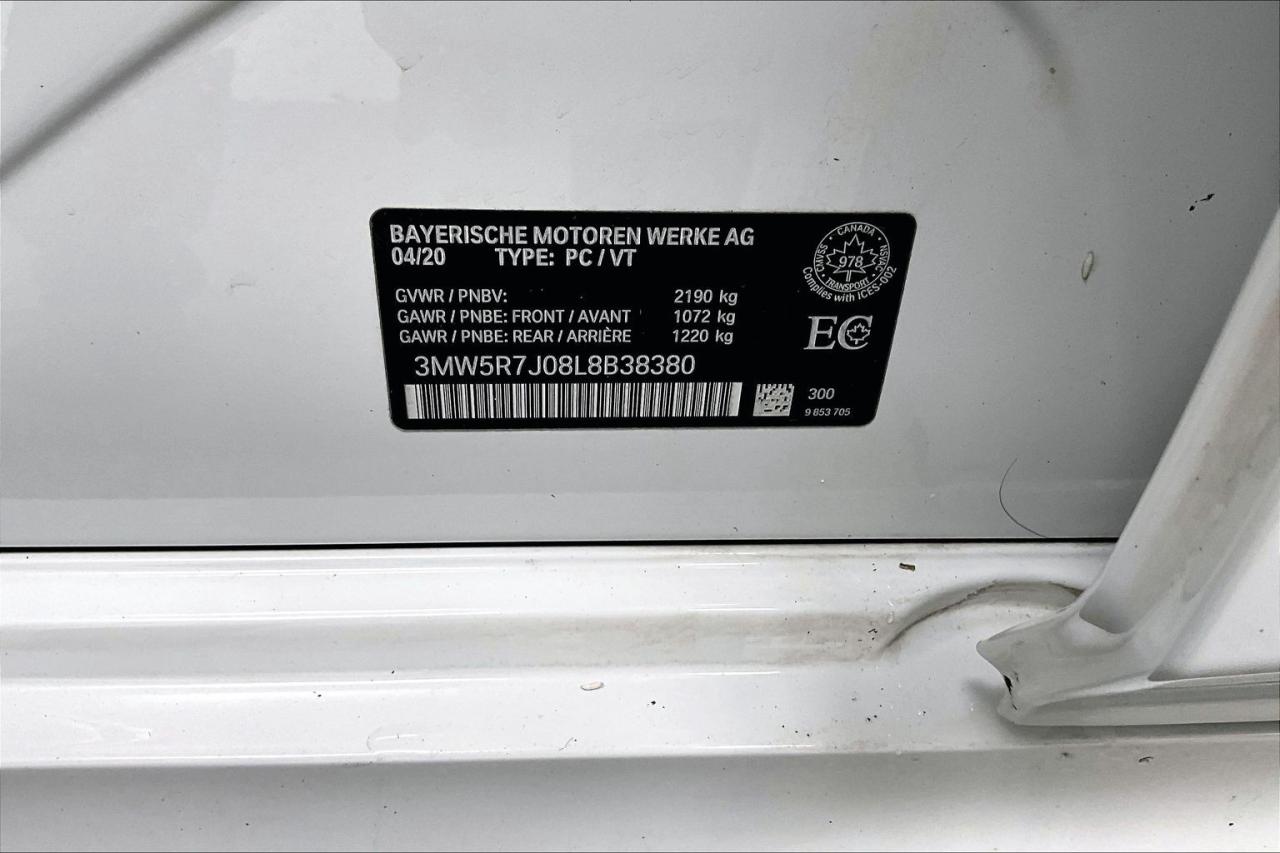 BAYERISCHE MOTOREN WERKE AG
04/20 TYPE: PC / VT
GVWR / PNBV: 2190 kg
GAWR / PNBE: FRONT / AVANT 1072 kg
GAWR / PNBE: REAR / ARRIÈRE 1220 kg
3MW5R7J08L8B38380
CANADA
CMVSS
NSVAC
978
TRANSPORT
Complies with ICES-002
EC
300
9 853 705